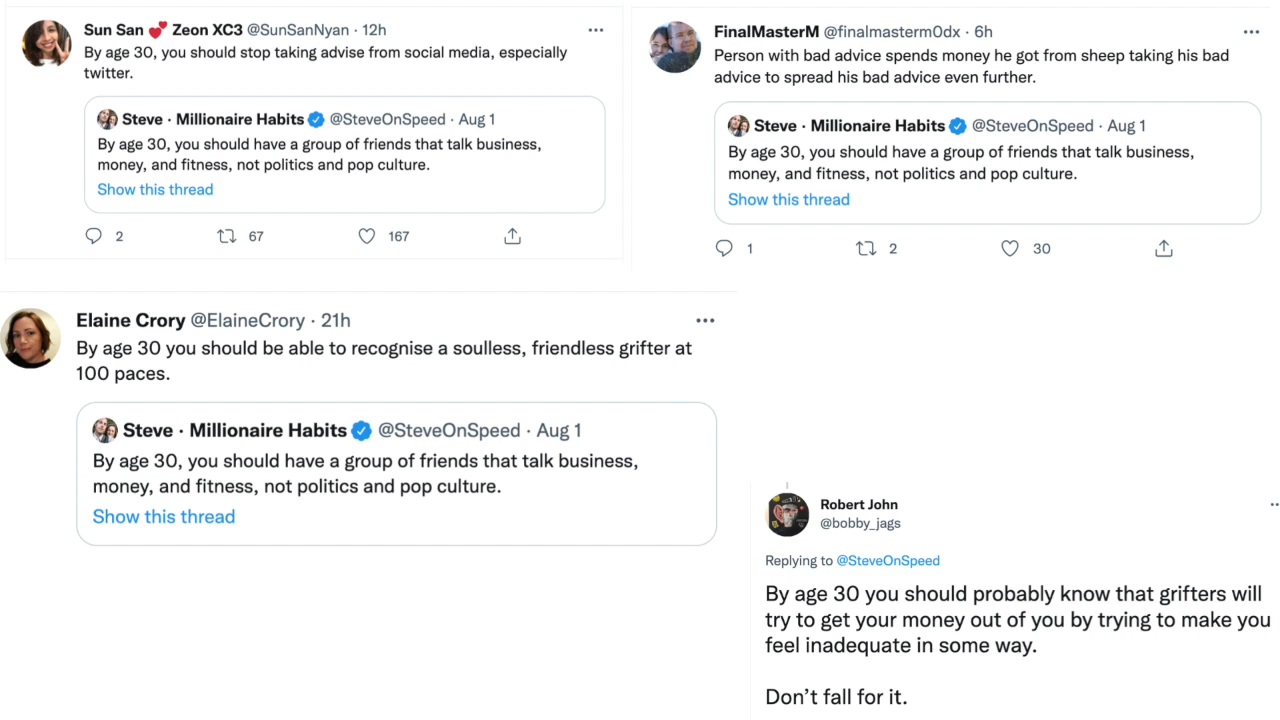 Sun San 💕 Zeon XC3 @SunSanNyan · 12h
By age 30, you should stop taking advise from social media, especially
twitter.
Steve · Millionaire Habits @SteveOnSpeed · Aug 1
By age 30, you should have a group of friends that talk business,
money, and fitness, not politics and pop culture.
Show this thread
2 67 167
FinalMasterM @finalmasterm0dx · 6h
Person with bad advice spends money he got from sheep taking his bad
advice to spread his bad advice even further.
Steve · Millionaire Habits @SteveOnSpeed · Aug 1
By age 30, you should have a group of friends that talk business,
money, and fitness, not politics and pop culture.
Show this thread
1 2 30
Elaine Crory @ElaineCrory · 21h
By age 30 you should be able to recognise a soulless, friendless grifter at
100 paces.
Steve · Millionaire Habits @SteveOnSpeed · Aug 1
By age 30, you should have a group of friends that talk business,
money, and fitness, not politics and pop culture.
Show this thread
Robert John
@bobby_jags
Replying to @SteveOnSpeed
By age 30 you should probably know that grifters will
try to get your money out of you by trying to make you
feel inadequate in some way.
Don't fall for it.